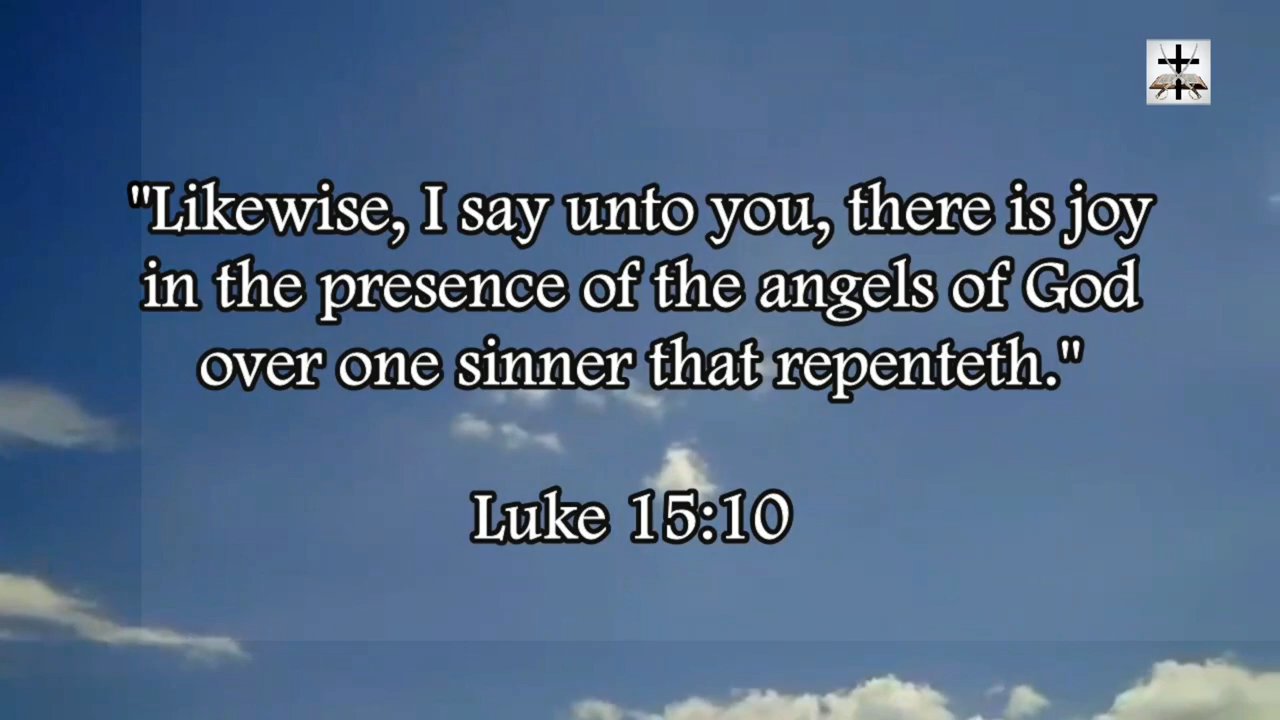 "Likewise, I say unto you, there is joy
in the presence of the angels of God
over one sinner that repenteth."
Luke 15:10